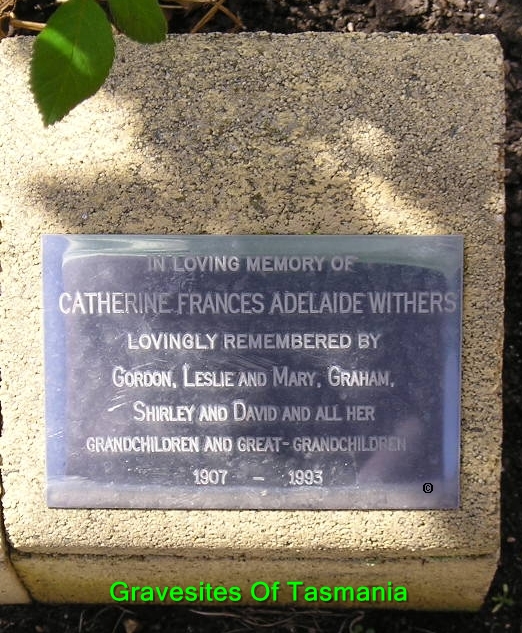 IN LOVING MEMORY OF
CATHERINE FRANCES ADELAIDE WITHERS
LOVINGLY REMEMBERED BY
GORDON, LESLIE AND MARY, GRAHAM,
SHIRLEY AND DAVID AND ALL HER
GRANDCHILDREN AND GREAT-GRANDCHILDREN
1907 - 1993
©
Gravesites Of Tasmania